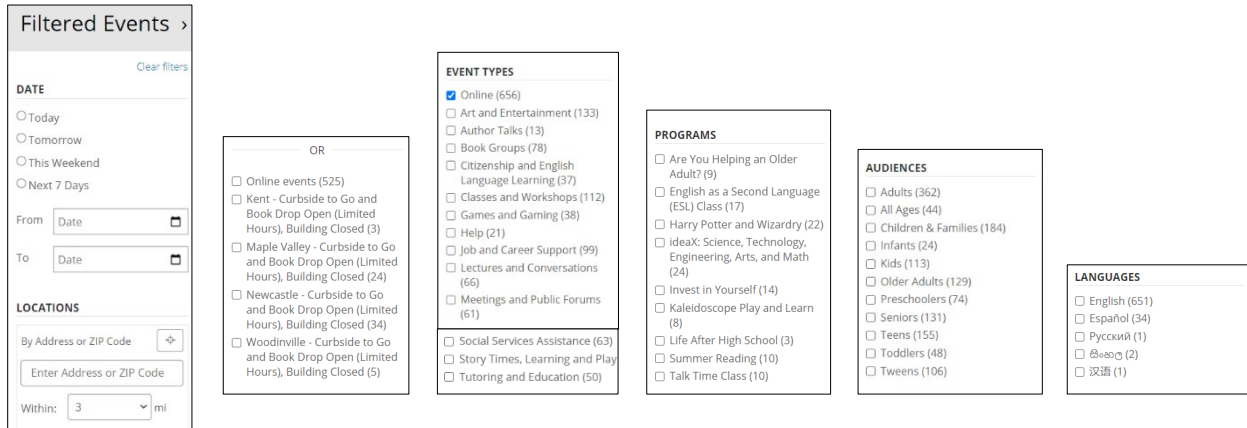 Filtered Events ›
Clear filters
DATE
Today
Tomorrow
This Weekend
Next 7 Days
From Date
To Date
LOCATIONS
By Address or ZIP Code
Enter Address or ZIP Code
Within: 3 mi
OR
Online events (525)
Kent - Curbside to Go and
Book Drop Open (Limited
Hours), Building Closed (3)
Maple Valley - Curbside to Go
and Book Drop Open (Limited
Hours), Building Closed (24)
Newcastle - Curbside to Go
and Book Drop Open (Limited
Hours), Building Closed (34)
Woodinville - Curbside to Go
and Book Drop Open (Limited
Hours), Building Closed (5)
EVENT TYPES
Online (656)
Art and Entertainment (133)
Author Talks (13)
Book Groups (78)
Citizenship and English
Language Learning (37)
Classes and Workshops (112)
Games and Gaming (38)
Help (21)
Job and Career Support (99)
Lectures and Conversations
(66)
Meetings and Public Forums
(61)
Social Services Assistance (63)
Story Times, Learning and Play
Tutoring and Education (50)
PROGRAMS
Are You Helping an Older
Adult? (9)
English as a Second Language
(ESL) Class (17)
Harry Potter and Wizardry (22)
ideaX: Science, Technology,
Engineering, Arts, and Math
(24)
Invest in Yourself (14)
Kaleidoscope Play and Learn
(8)
Life After High School (3)
Summer Reading (10)
Talk Time Class (10)
AUDIENCES
Adults (362)
All Ages (44)
Children & Families (184)
Infants (24)
Kids (113)
Older Adults (129)
Preschoolers (74)
Seniors (131)
Teens (155)
Toddlers (48)
Tweens (106)
LANGUAGES
English (651)
Español (34)
Русский (1)
සිංහල (2)
汉语 (1)